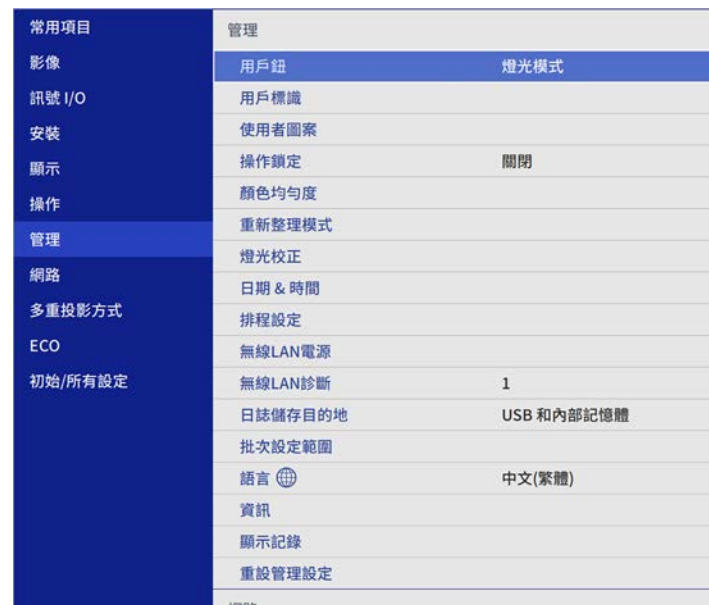 常用項目
影像
訊號 I/O
安裝
顯示
操作
管理
網路
多重投影方式
ECO
初始/所有設定
管理
用戶鈕 燈光模式
用戶標識
使用者圖案
操作鎖定 關閉
顏色均勻度
重新整理模式
燈光校正
日期 & 時間
排程設定
無線LAN電源
無線LAN診斷 1
日誌儲存目的地 USB 和內部記憶體
批次設定範圍
語言 中文(繁體)
資訊
顯示記錄
重設管理設定